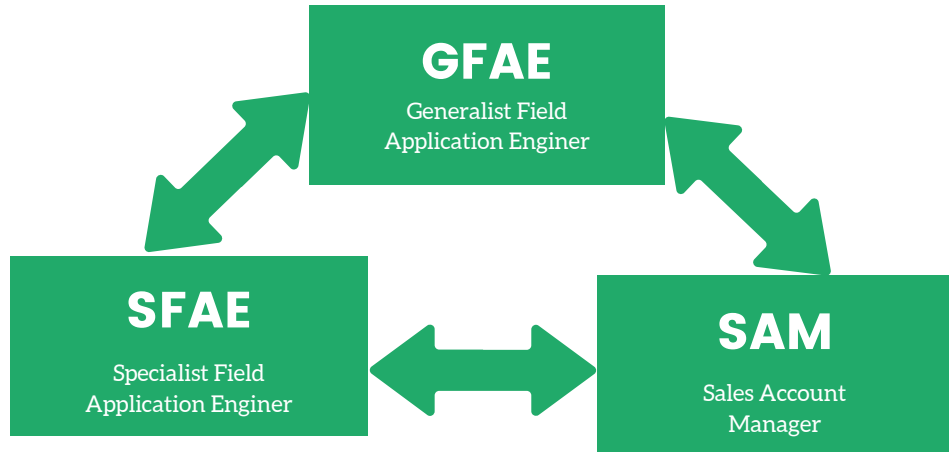 GFAE
Generalist Field
Application Enginer
SFAE
Specialist Field
Application Enginer
SAM
Sales Account
Manager